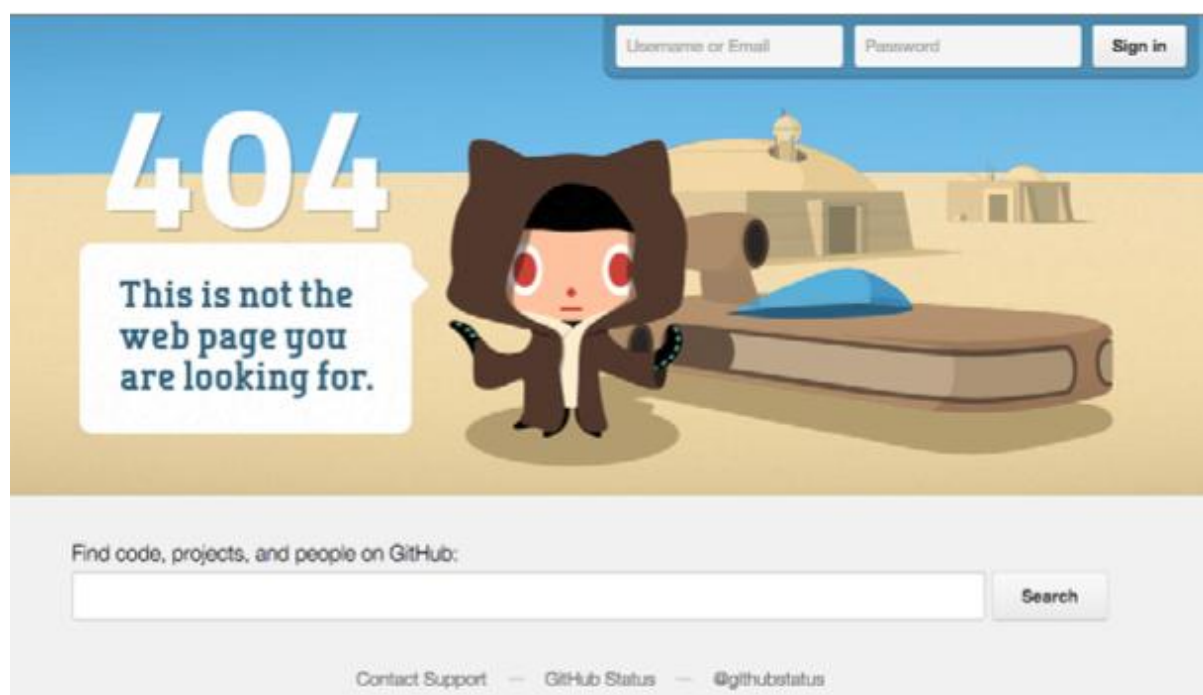 Username or Email
Password
Sign in
404
This is not the
web page you
are looking for.
Find code, projects, and people on GitHub:
Search
Contact Support — GitHub Status — @githubstatus